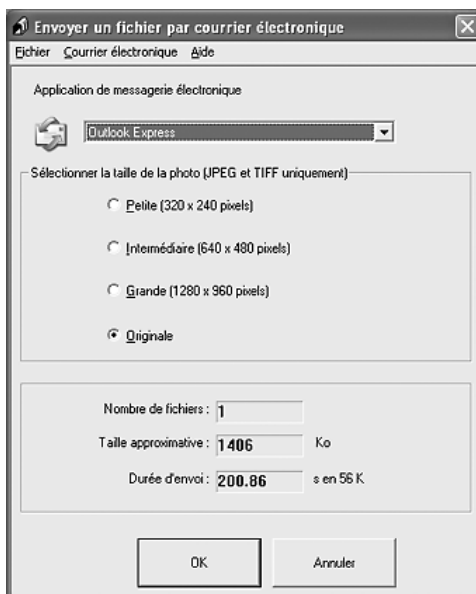 Envoyer un fichier par courrier électronique
Fichier Courrier électronique Aide
Application de messagerie électronique
Outlook Express
Sélectionner la taille de la photo (JPEG et TIFF uniquement)
Petite (320 x 240 pixels)
Intermédiaire (640 x 480 pixels)
Grande (1280 x 960 pixels)
Originale
Nombre de fichiers : 1
Taille approximative : 1406 Ko
Durée d'envoi : 200.86 s en 56 K
OK Annuler